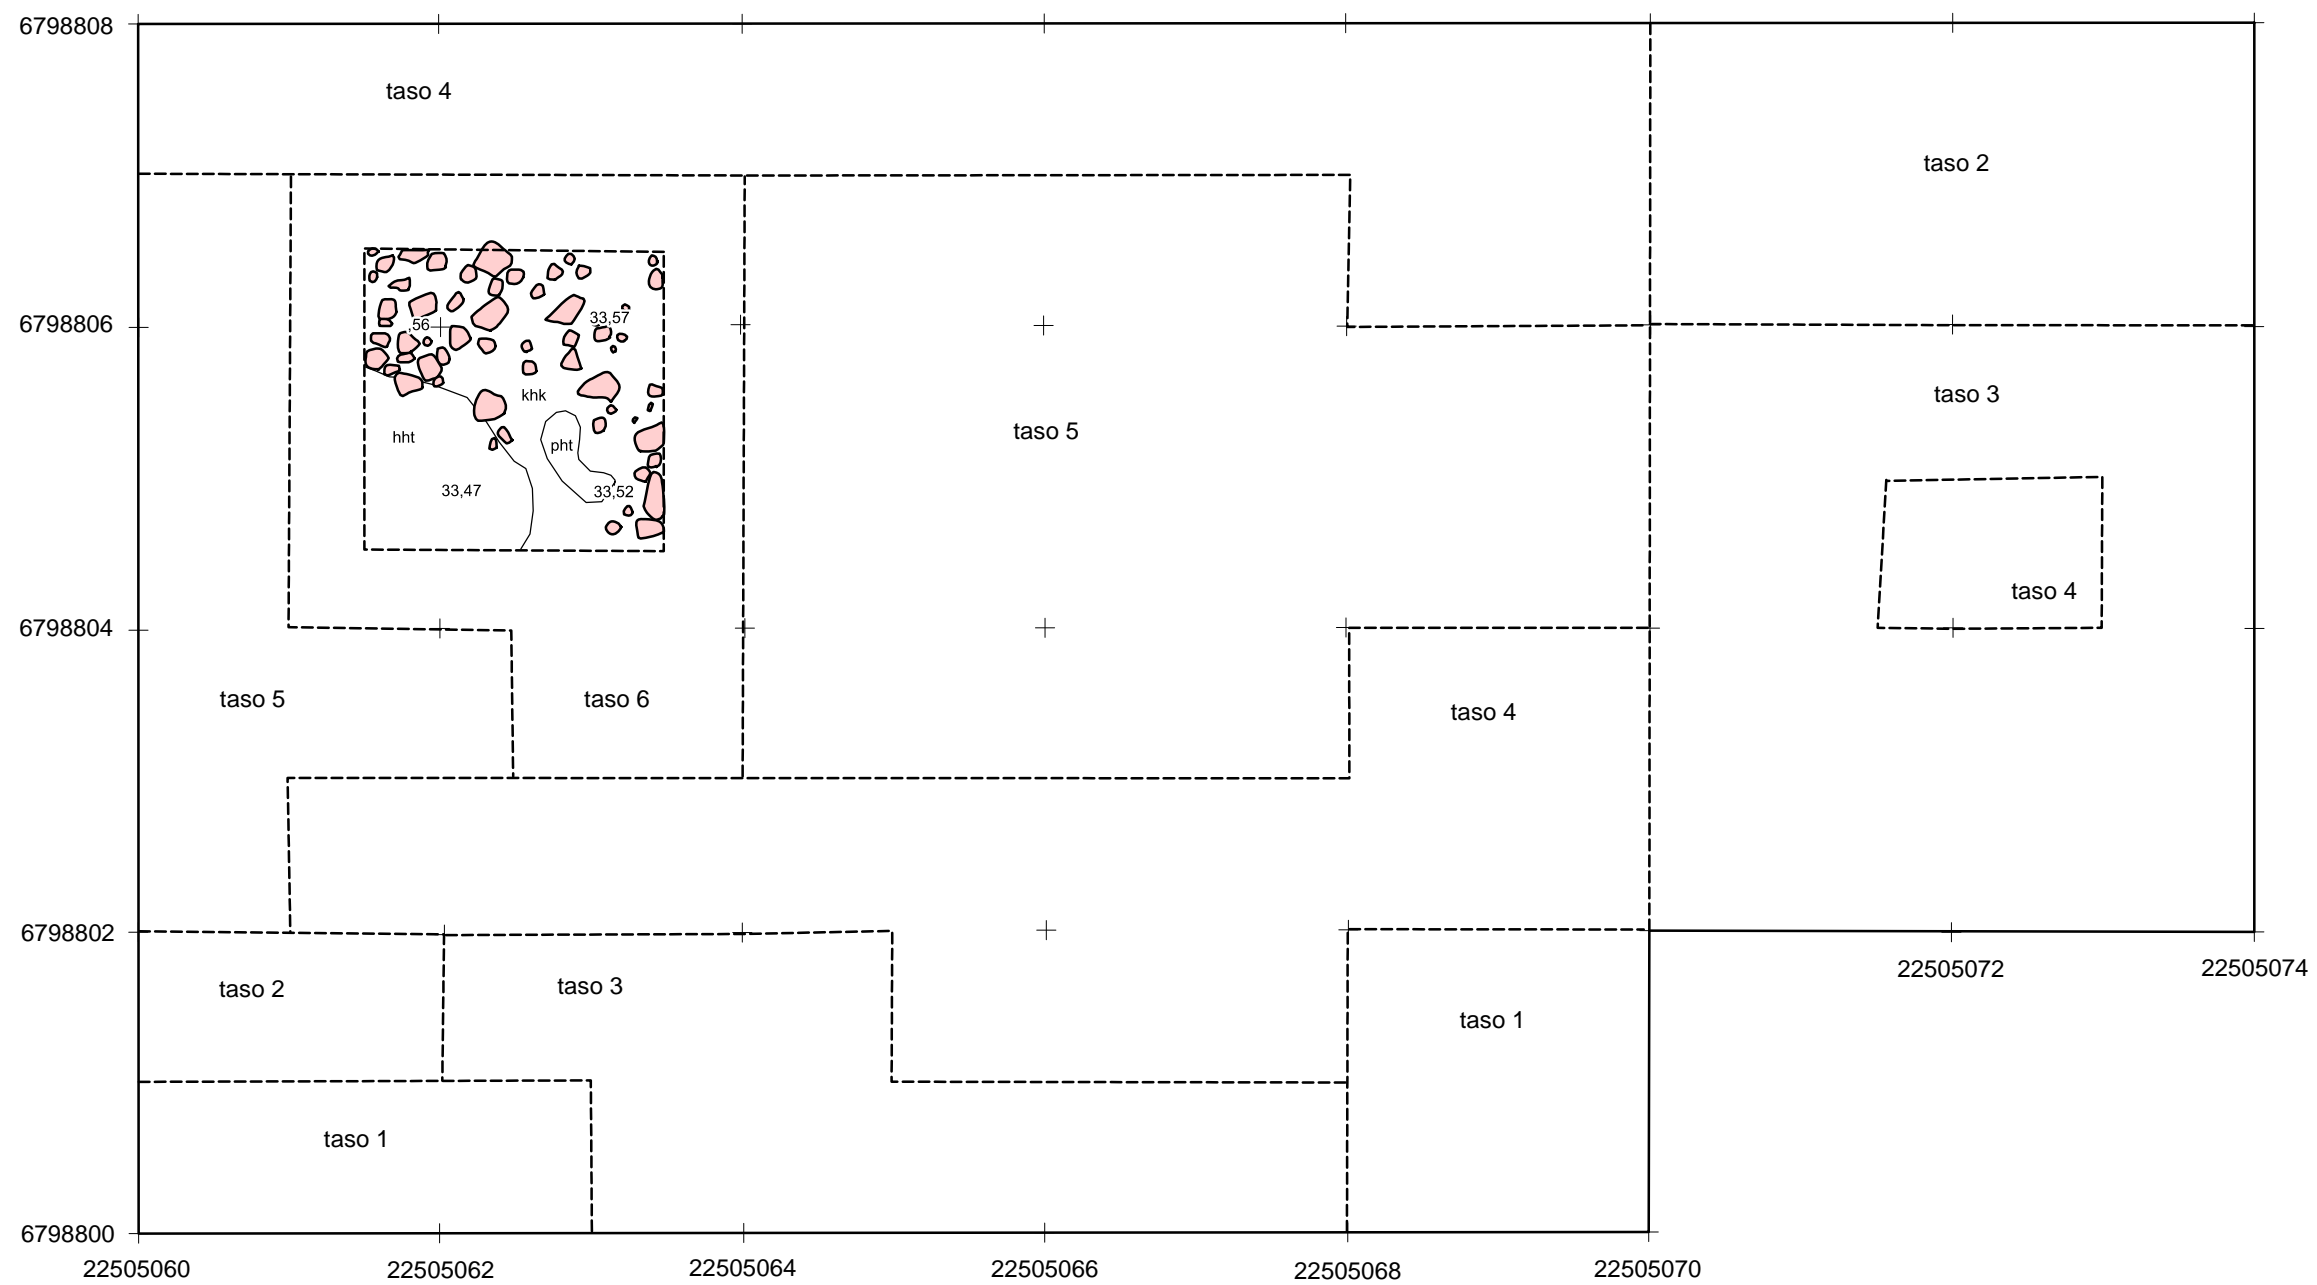 6798808
taso 4
taso 2
6798806
,56
33,57
taso 3
khk
taso 5
hht
pht
33,47
33,52
taso 4
6798804
taso 5
taso 6
taso 4
6798802
22505072
22505074
taso 2
taso 3
taso 1
taso 1
6798800
22505060
22505062
22505064
22505066
22505068
22505070